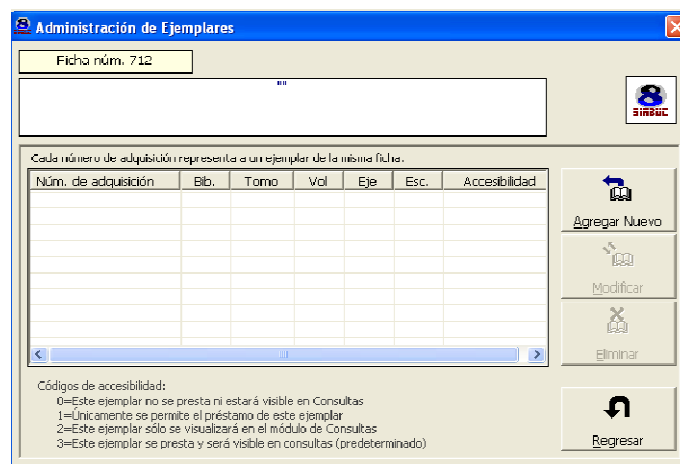 Administración de Ejemplares
Ficha núm. 712
""
8
SIABUC
Cada número de adquisición representa a un ejemplar de la misma ficha.
Núm. de adquisición Bib. Tomo Vol Eje Esc. Accesibilidad
Agregar Nuevo
Modificar
Eliminar
Códigos de accesibilidad:
0=Este ejemplar no se presta ni estará visible en Consultas
1=Únicamente se permite el préstamo de este ejemplar
2=Este ejemplar sólo se visualizará en el módulo de Consultas
3=Este ejemplar se presta y será visible en consultas (predeterminado)
Regresar